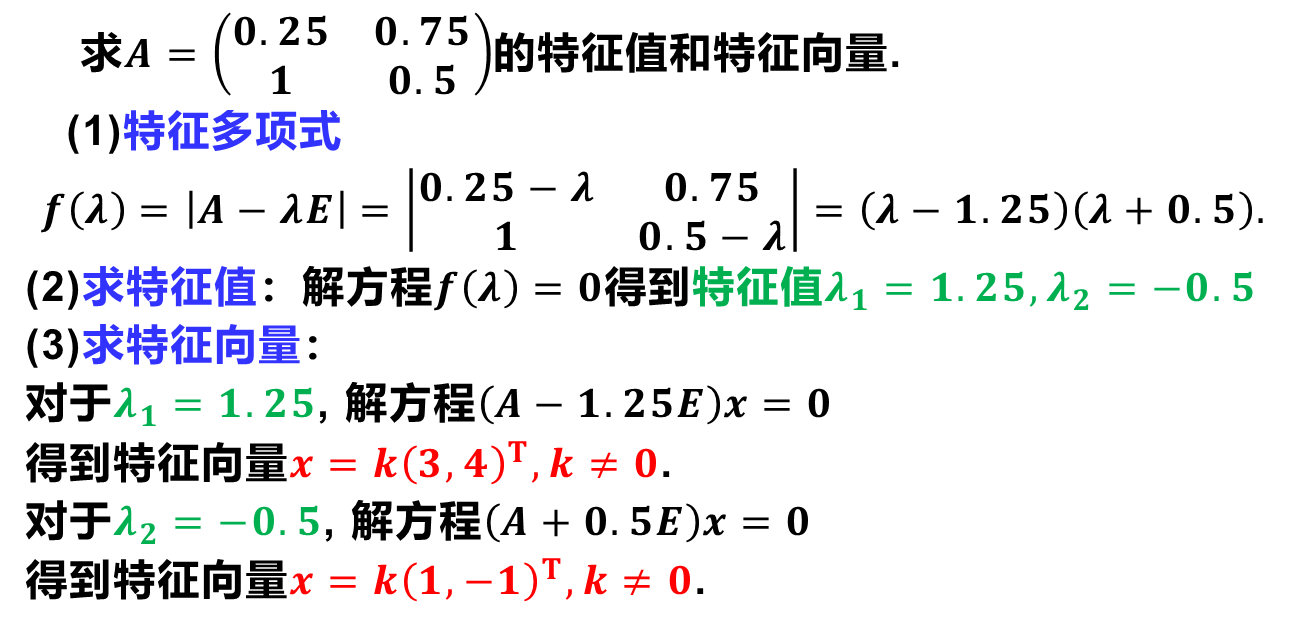 求A = (0.25 0.75
1 0.5)的特征值和特征向量.
(1)特征多项式
f(λ) = |A − λE| = |0.25 − λ 0.75
1 0.5 − λ| = (λ − 1.25)(λ + 0.5).
(2)求特征值：解方程f(λ) = 0得到特征值λ₁ = 1.25, λ₂ = −0.5
(3)求特征向量：
对于λ₁ = 1.25, 解方程(A − 1.25E)x = 0
得到特征向量x = k(3, 4)ᵀ, k ≠ 0.
对于λ₂ = −0.5, 解方程(A + 0.5E)x = 0
得到特征向量x = k(1, −1)ᵀ, k ≠ 0.